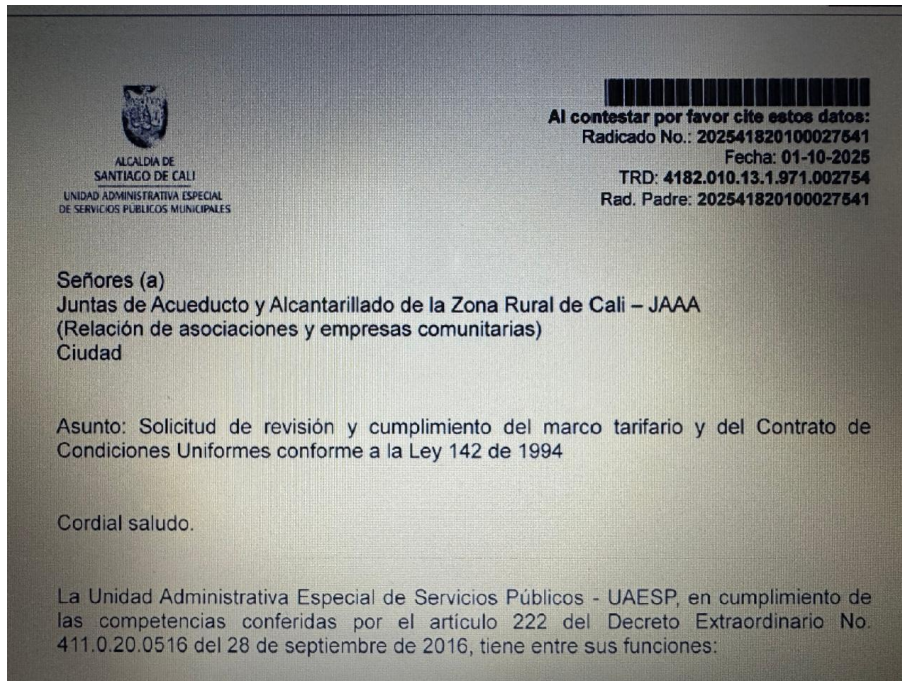 ALCALDÍA DE
SANTIAGO DE CALI
UNIDAD ADMINISTRATIVA ESPECIAL
DE SERVICIOS PÚBLICOS MUNICIPALES
Al contestar por favor cite estos datos:
Radicado No.: 202541820100027541
Fecha: 01-10-2025
TRD: 4182.010.13.1.971.002754
Rad. Padre: 202541820100027541
Señores (a)
Juntas de Acueducto y Alcantarillado de la Zona Rural de Cali – JAAA
(Relación de asociaciones y empresas comunitarias)
Ciudad
Asunto: Solicitud de revisión y cumplimiento del marco tarifario y del Contrato de
Condiciones Uniformes conforme a la Ley 142 de 1994
Cordial saludo.
La Unidad Administrativa Especial de Servicios Públicos - UAESP, en cumplimiento de
las competencias conferidas por el artículo 222 del Decreto Extraordinario No.
411.0.20.0516 del 28 de septiembre de 2016, tiene entre sus funciones: